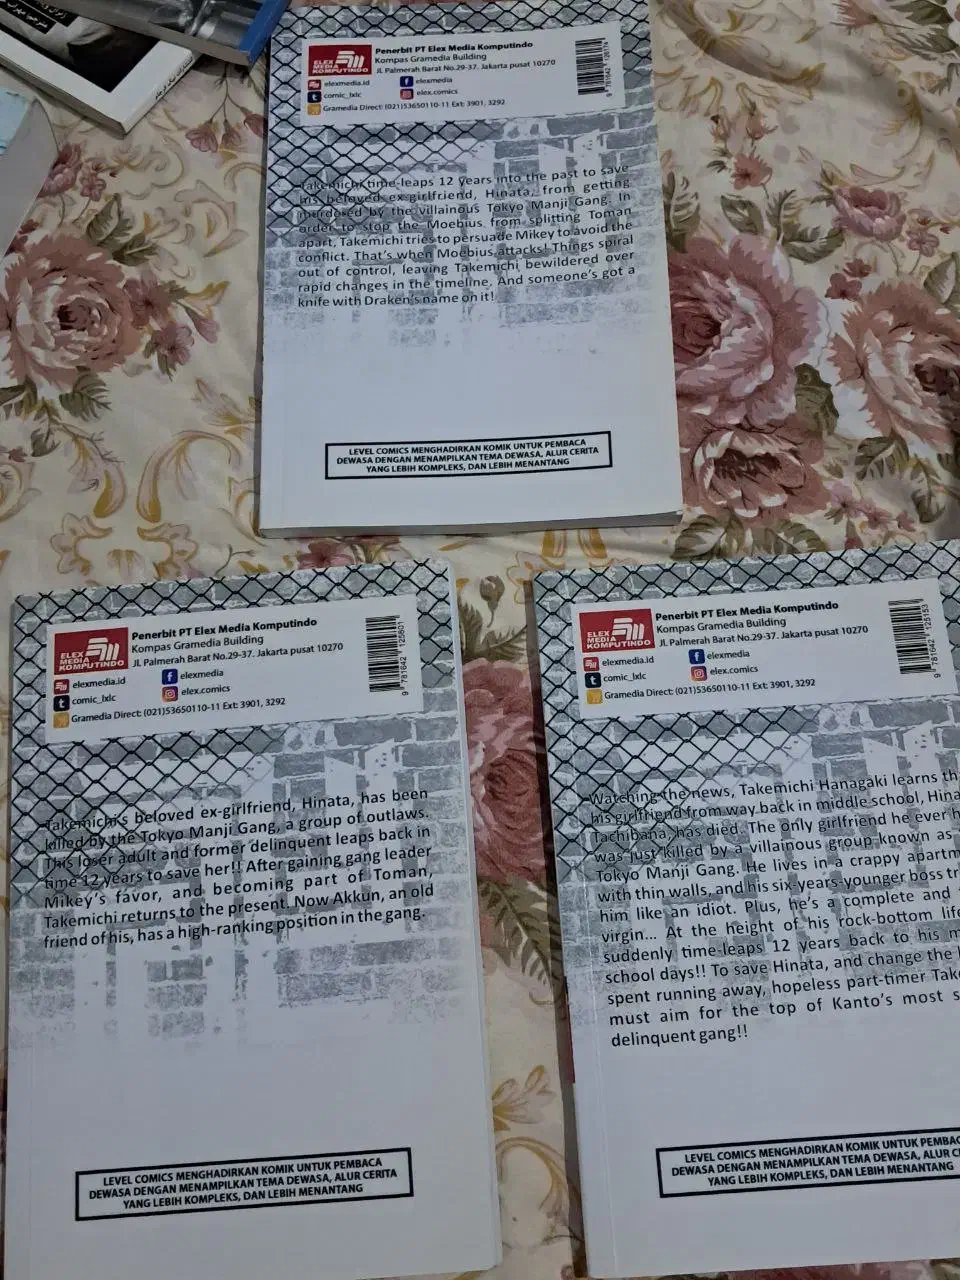 ELEX MEDIA KOMPUTINDO
Penerbit PT Elex Media Komputindo
Kompas Gramedia Building
JL Palmerah Barat No.29-37. Jakarta pusat 10270
elexmedia.id
elexmedia
comic_lxlc
elex.comics
Gramedia Direct: (021)53650110-11 Ext: 3901, 3292
Takemichi time-leaps 12 years into the past to save
his beloved ex-girlfriend, Hinata, from getting
murdered by the villainous Tokyo Manji Gang. In
order to stop the Moebius from splitting Toman
apart, Takemichi tries to persuade Mikey to avoid the
conflict. That's when Moebius attacks! Things spiral
out of control, leaving Takemichi bewildered over
rapid changes in the timeline. And someone's got a
knife with Draken's name on it!
LEVEL COMICS MENGHADIRKAN KOMIK UNTUK PEMBACA
DEWASA DENGAN MENAMPILKAN TEMA DEWASA, ALUR CERITA
YANG LEBIH KOMPLEKS, DAN LEBIH MENANTANG
ELEX MEDIA KOMPUTINDO
Penerbit PT Elex Media Komputindo
Kompas Gramedia Building
JL Palmerah Barat No.29-37. Jakarta pusat 10270
elexmedia.id
elexmedia
comic_lxlc
elex.comics
Gramedia Direct: (021)53650110-11 Ext: 3901, 3292
9 781642 125801
Takemichi's beloved ex-girlfriend, Hinata, has been
killed by the Tokyo Manji Gang, a group of outlaws.
This loser adult and former delinquent leaps back in
time 12 years to save her!! After gaining gang leader
Mikey's favor, and becoming part of Toman,
Takemichi returns to the present. Now Akkun, an old
friend of his, has a high-ranking position in the gang.
LEVEL COMICS MENGHADIRKAN KOMIK UNTUK PEMBACA
DEWASA DENGAN MENAMPILKAN TEMA DEWASA, ALUR CERITA
YANG LEBIH KOMPLEKS, DAN LEBIH MENANTANG
ELEX MEDIA KOMPUTINDO
Penerbit PT Elex Media Komputindo
Kompas Gramedia Building
JL Palmerah Barat No.29-37. Jakarta pusat 10270
elexmedia.id
elexmedia
comic_lxlc
elex.comics
Gramedia Direct: (021)53650110-11 Ext: 3901, 3292
9 781642 125153
Watching the news, Takemichi Hanagaki learns th
his girlfriend from way back in middle school, Hina
Tachibana, has died. The only girlfriend he ever h
was just killed by a villainous group known as
Tokyo Manji Gang. He lives in a crappy apartm
with thin walls, and his six-years-younger boss tr
him like an idiot. Plus, he's a complete and
virgin... At the height of his rock-bottom life
suddenly time-leaps 12 years back to his m
school days!! To save Hinata, and change the
spent running away, hopeless part-timer Take
must aim for the top of Kanto's most s
delinquent gang!!
LEVEL COMICS MENGHADIRKAN KOMIK UNTUK PEMBAC
DEWASA DENGAN MENAMPILKAN TEMA DEWASA, ALUR C
YANG LEBIH KOMPLEKS, DAN LEBIH MENANTANG